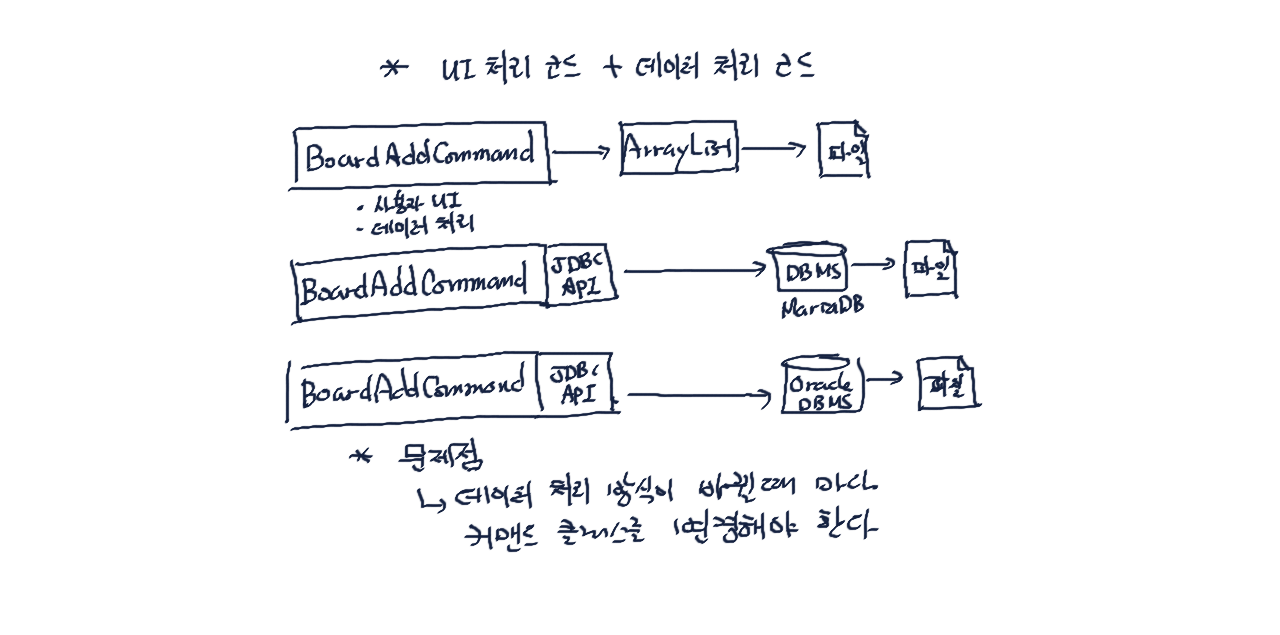 * UI 처리 코드 + 데이터 처리 코드
BoardAddCommand → ArrayList → 파일
· 사용자 UI
- 데이터 처리
BoardAddCommand JDBC API → DBMS → 파일
MariaDB
BoardAddCommand JDBC API → Oracle DBMS → 파일
* 문제점
↳ 데이터 처리 방식이 바뀔 때 마다.
커맨드 클래스를 변경해야 한다